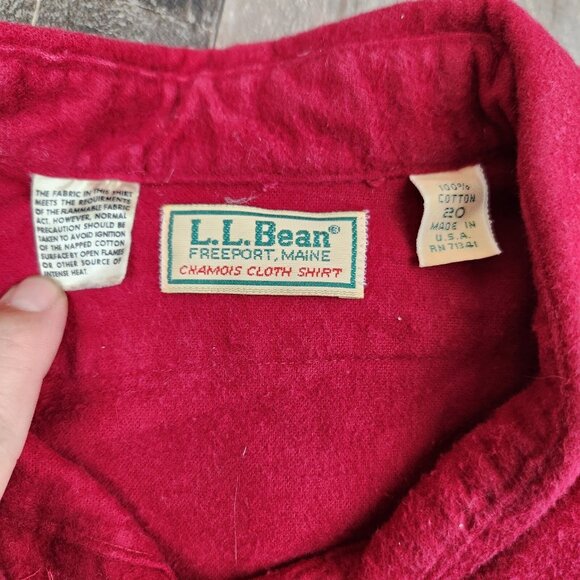 THE FABRIC IN THIS SHIRT
MEETS THE REQUIREMENTS
OF THE FLAMMABLE FABRIC
ACT. HOWEVER, NORMAL
PRECAUTION SHOULD BE
TAKEN TO AVOID IGNITION
OF THE NAPPED COTTON
SURFACE BY OPEN FLAMES
OR OTHER SOURCE OF
INTENSE HEAT.
L.L.Bean®
FREEPORT, MAINE
CHAMOIS CLOTH SHIRT
100%
COTTON
20
MADE IN
U.S.A.
RN71341